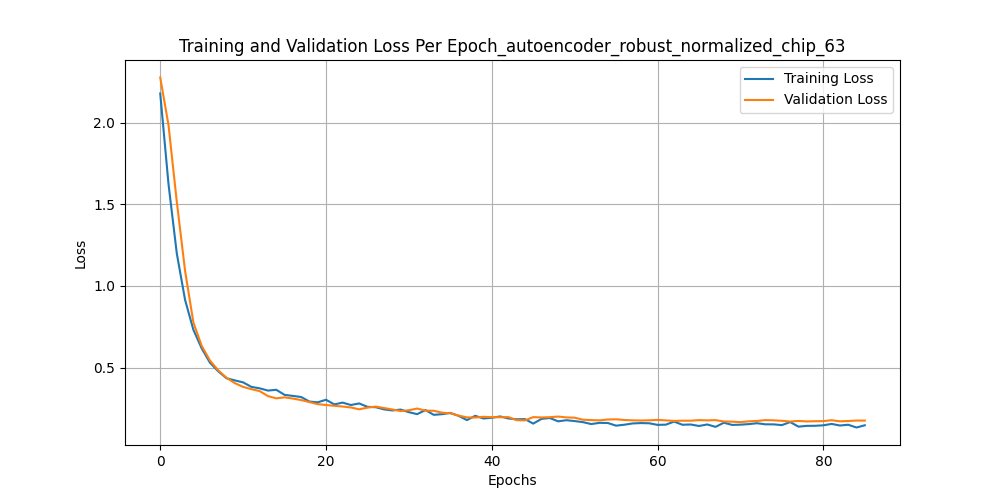 Training and Validation Loss Per Epoch_autoencoder_robust_normalized_chip_63
Training Loss
Validation Loss
2.0
1.5
1.0
0.5
Loss
0
20
40
60
80
Epochs